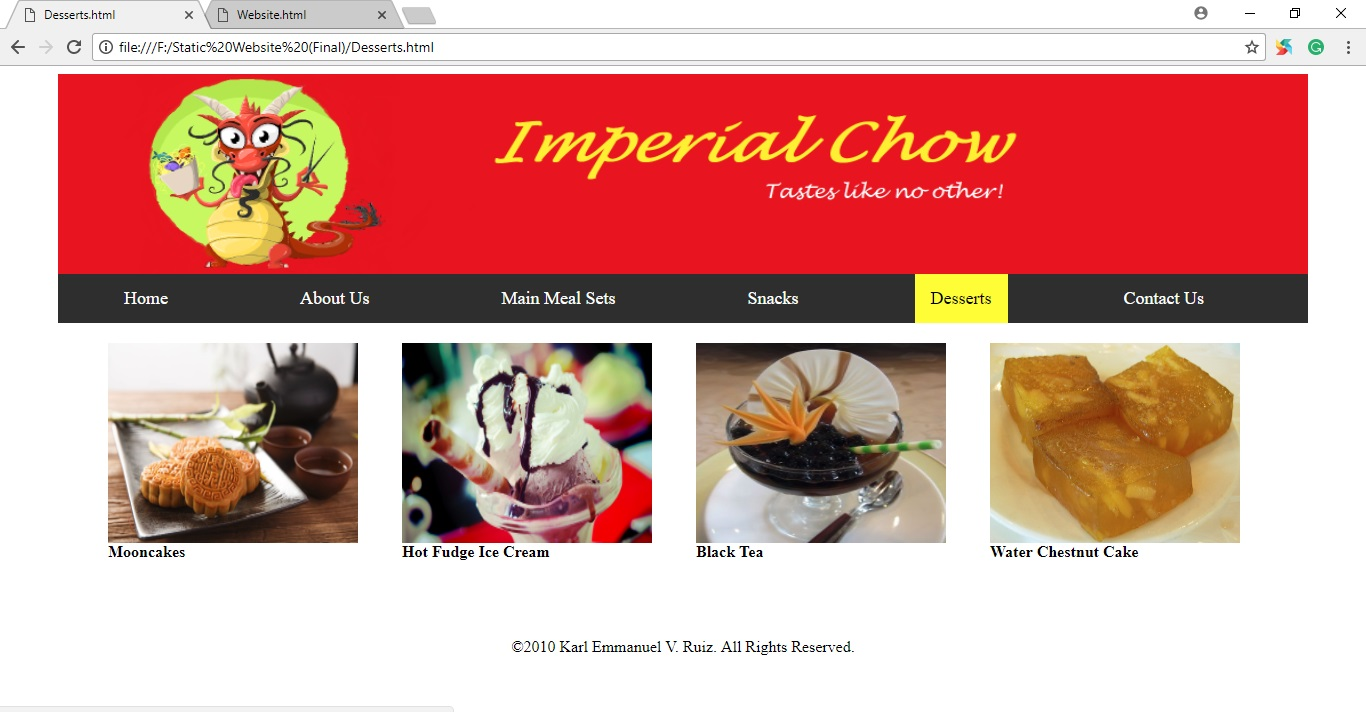 Desserts.html
Website.html
file:///F:/Static%20Website%20(Final)/Desserts.html
Imperial Chow
Tastes like no other!
Home About Us Main Meal Sets Snacks Desserts Contact Us
Mooncakes Hot Fudge Ice Cream Black Tea Water Chestnut Cake
©2010 Karl Emmanuel V. Ruiz. All Rights Reserved.